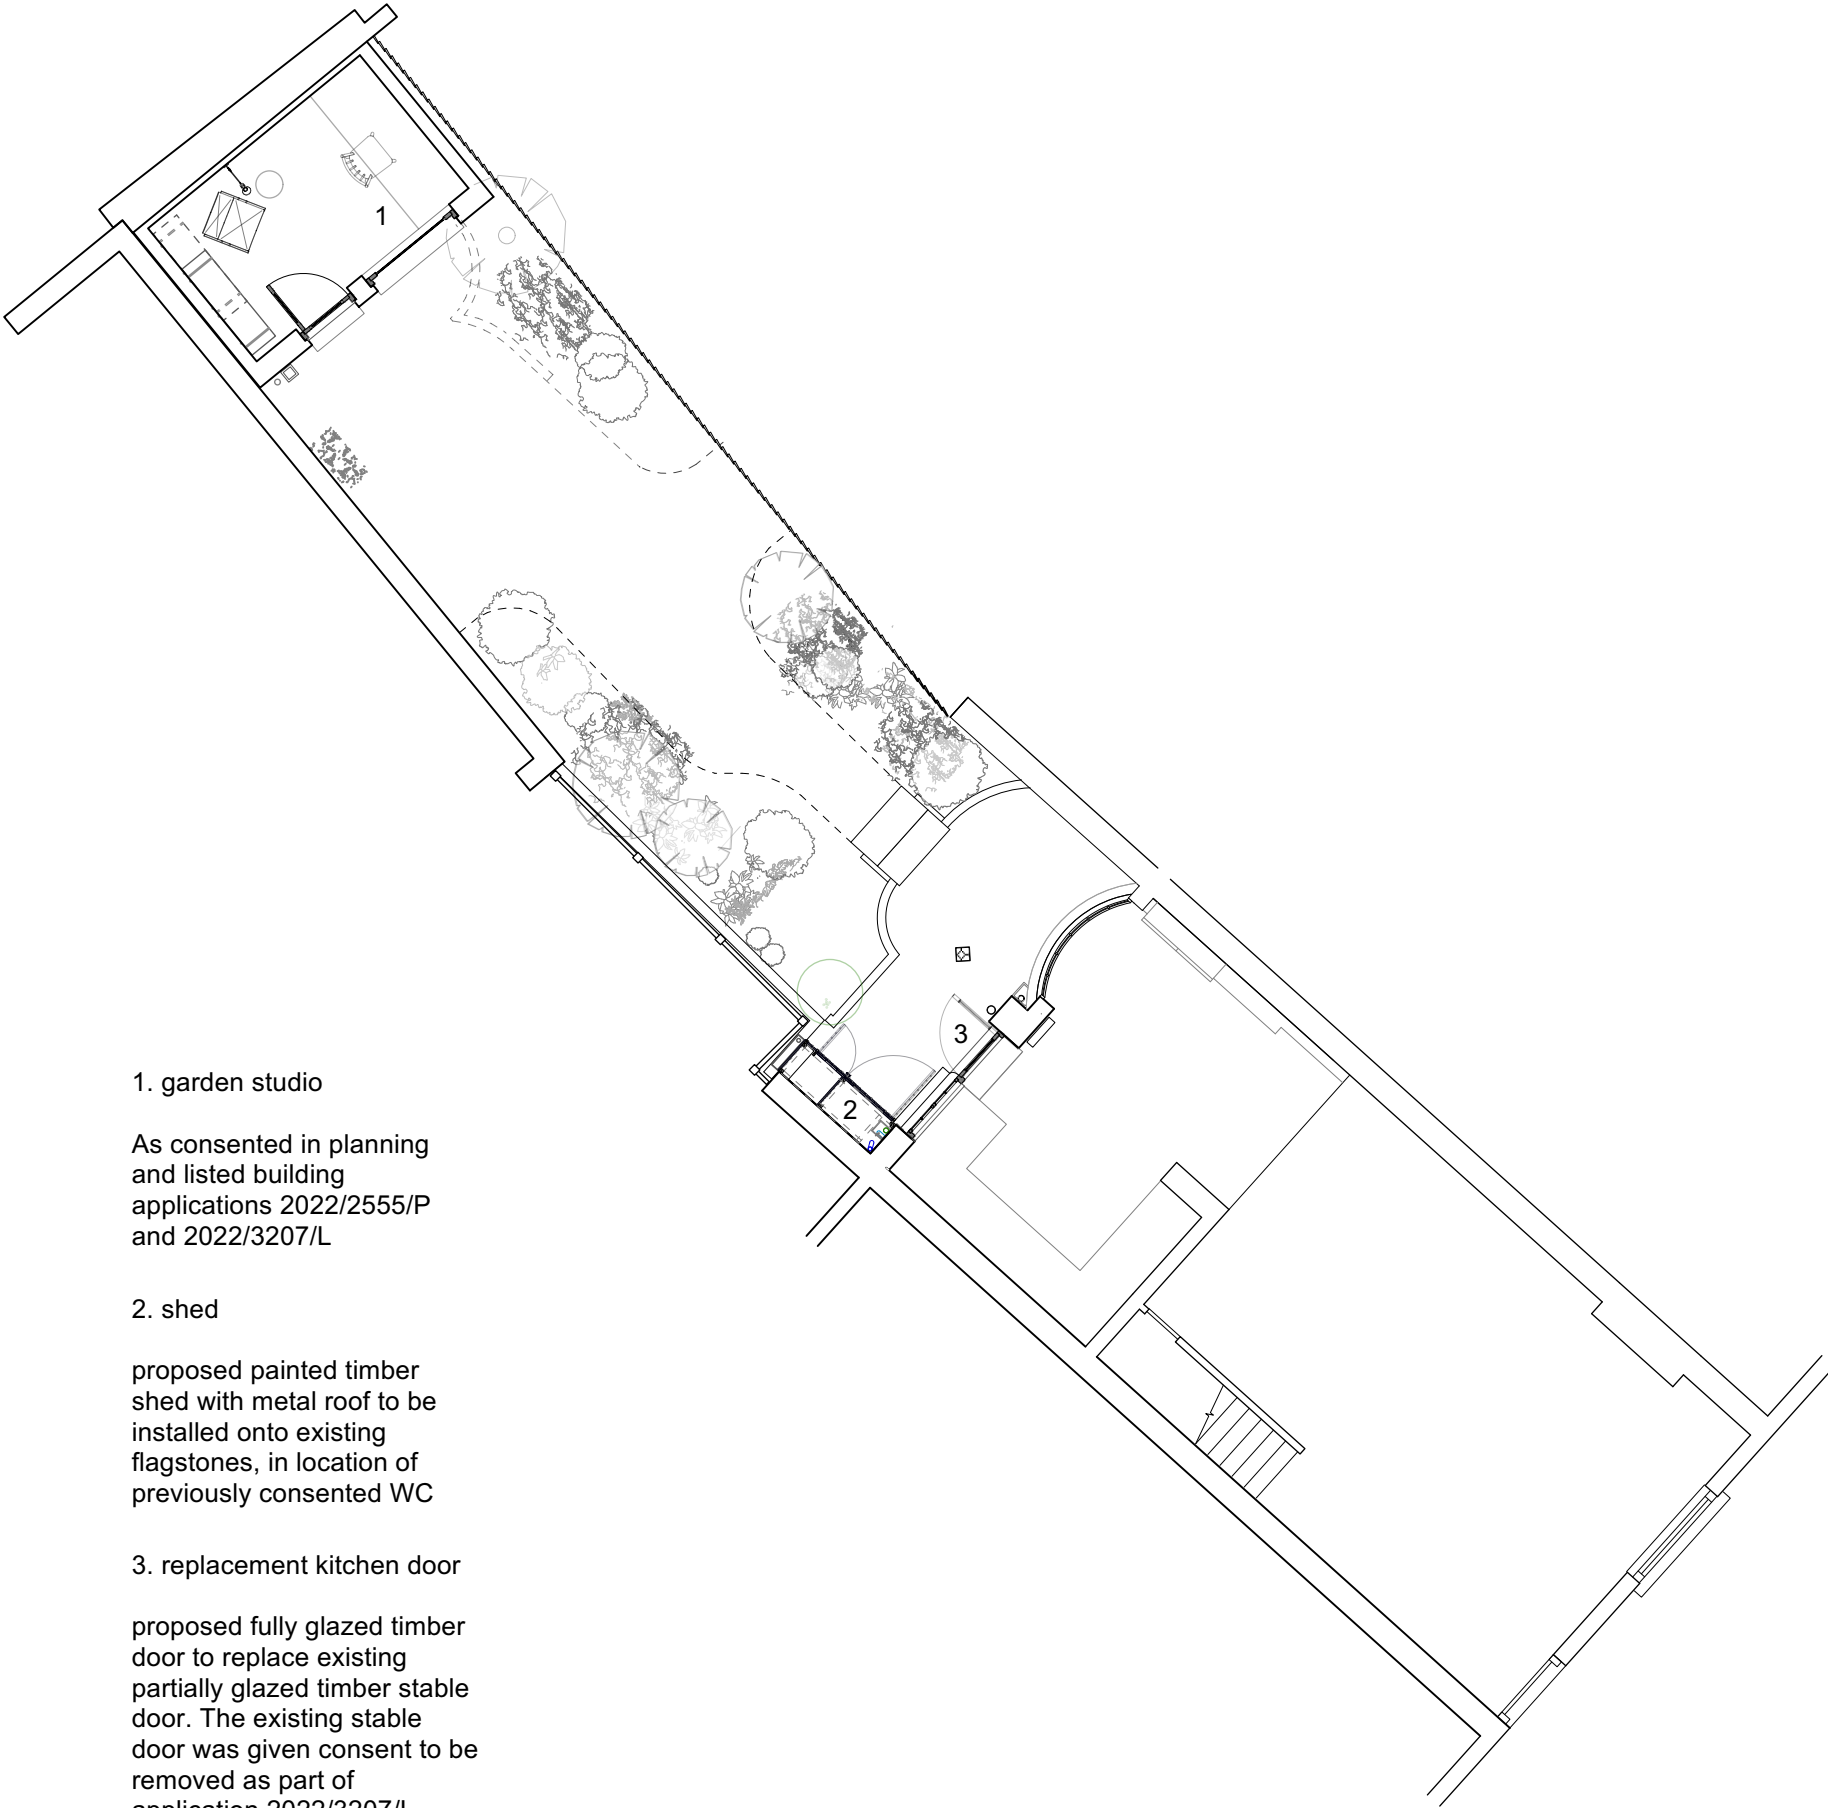 1
3
2
1. garden studio
As consented in planning
and listed building
applications 2022/2555/P
and 2022/3207/L
2. shed
proposed painted timber
shed with metal roof to be
installed onto existing
flagstones, in location of
previously consented WC
3. replacement kitchen door
proposed fully glazed timber
door to replace existing
partially glazed timber stable
door. The existing stable
door was given consent to be
removed as part of
application 2022/3207/L